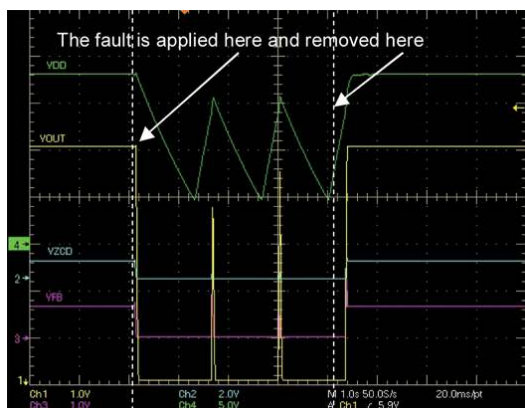 The fault is applied here and removed here
VDD
VOUT
4
VZCD
2
VFB
3
1
Ch1 1.0V Ch2 2.0V M 1.0s 50.0S/s 20.0ms/pt
Ch3 1.0V Ch4 5.0V A Ch1 5.9V